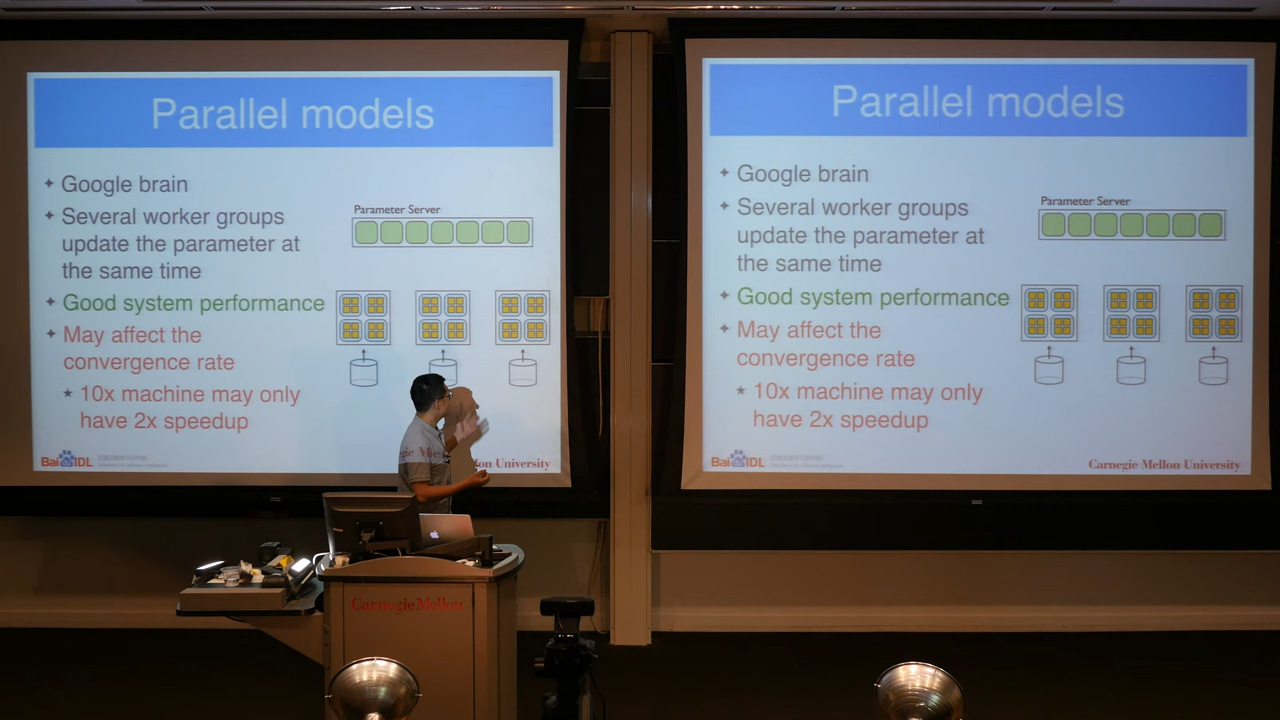 Parallel models
Google brain
Several worker groups
update the parameter at
the same time
Good system performance
May affect the
convergence rate
10x machine may only
have 2x speedup
Parameter Server
Bai IDL
on University
Parallel models
Google brain
Several worker groups
update the parameter at
the same time
Good system performance
May affect the
convergence rate
10x machine may only
have 2x speedup
Parameter Server
Bai IDL
Carnegie Mellon University
Carnegie Mellon